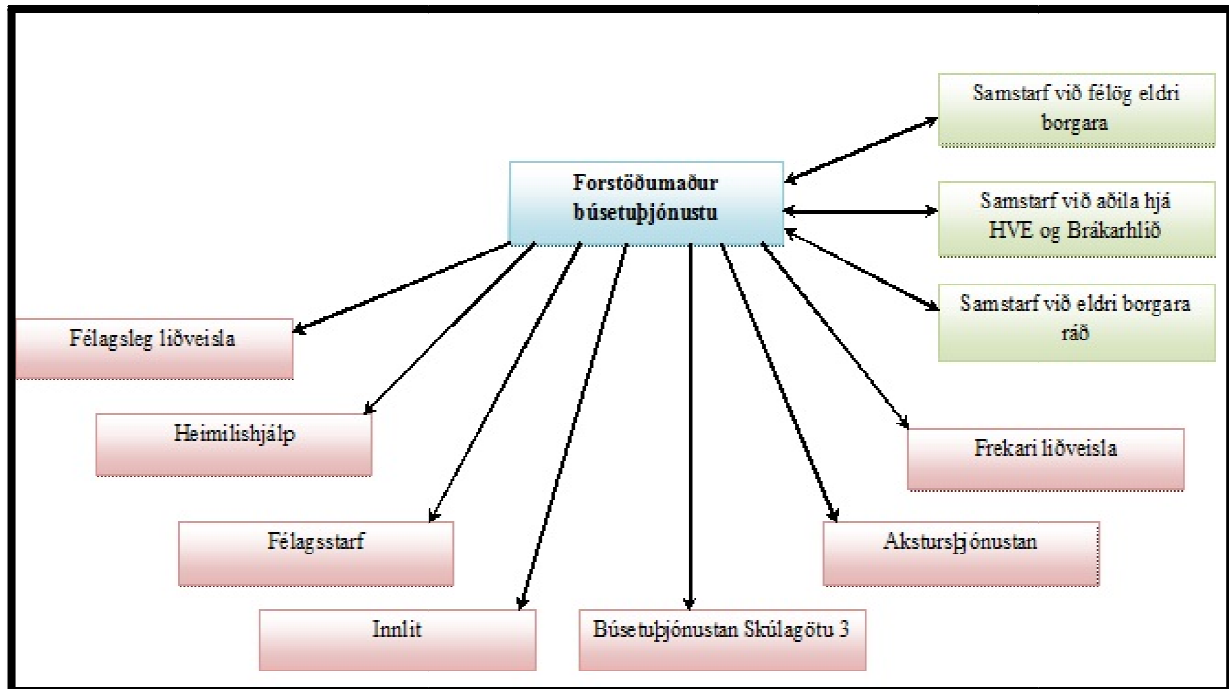 Samstarf við félög eldri
borgara
Forstöðumaður
búsetuþjónustu
Samstarf við aðila hjá
HVE og Brákarhlið
Samstarf við eldri borgara
ráð
Félagsleg liðveisla
Heimilishjálp
Frekari liðveisla
Félagsstarf
Akstursþjónustan
Innlit
Búsetuþjónustan Skúlagötu 3